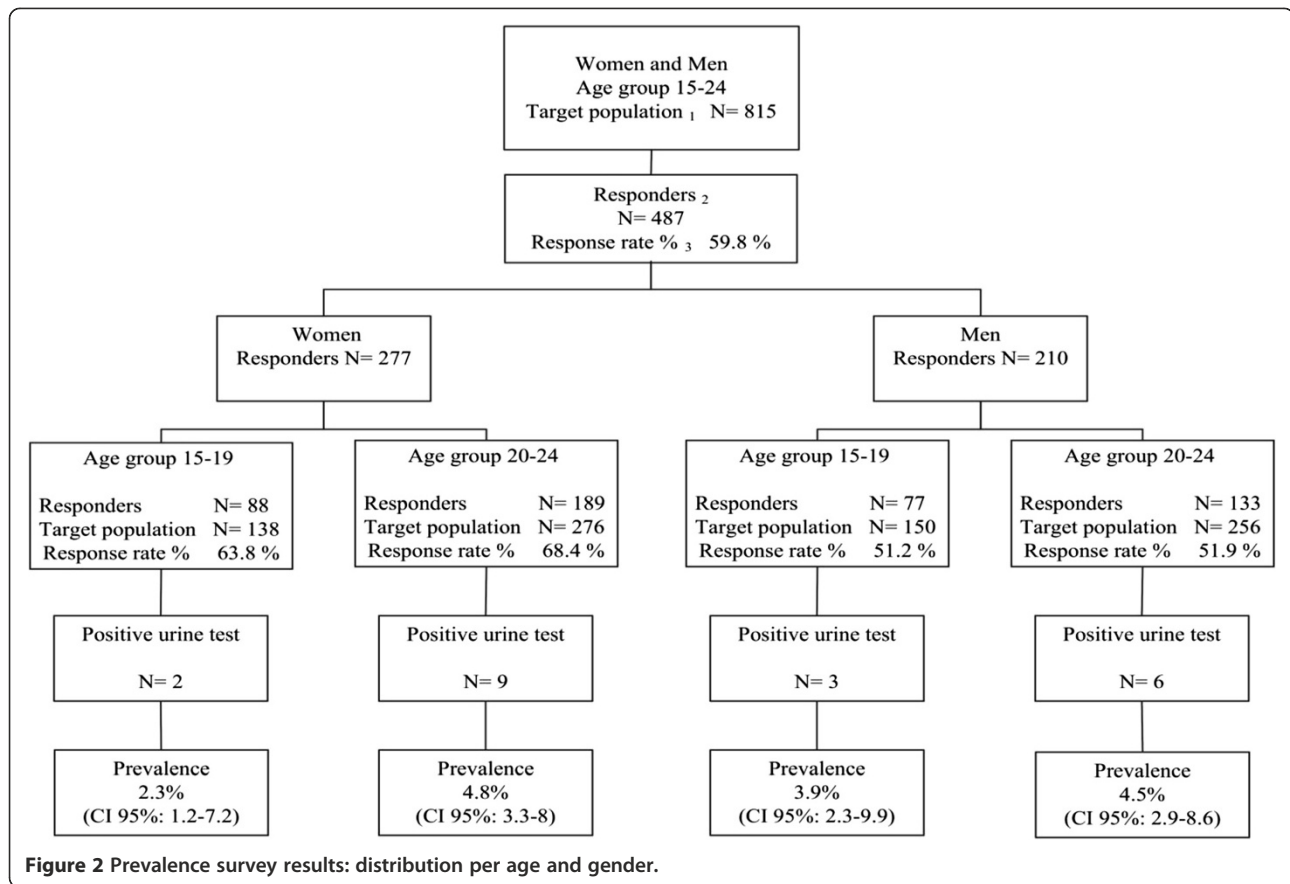 Women and Men
Age group 15-24
Target population ₁ N= 815
Responders ₂
N= 487
Response rate % ₃ 59.8 %
Women
Responders N= 277
Men
Responders N= 210
Age group 15-19
Responders N= 88
Target population N= 138
Response rate % 63.8 %
Age group 20-24
Responders N= 189
Target population N= 276
Response rate % 68.4 %
Age group 15-19
Responders N= 77
Target population N= 150
Response rate % 51.2 %
Age group 20-24
Responders N= 133
Target population N= 256
Response rate % 51.9 %
Positive urine test
N= 2
Positive urine test
N= 9
Positive urine test
N= 3
Positive urine test
N= 6
Prevalence
2.3%
(CI 95%: 1.2-7.2)
Prevalence
4.8%
(CI 95%: 3.3-8)
Prevalence
3.9%
(CI 95%: 2.3-9.9)
Prevalence
4.5%
(CI 95%: 2.9-8.6)
Figure 2 Prevalence survey results: distribution per age and gender.